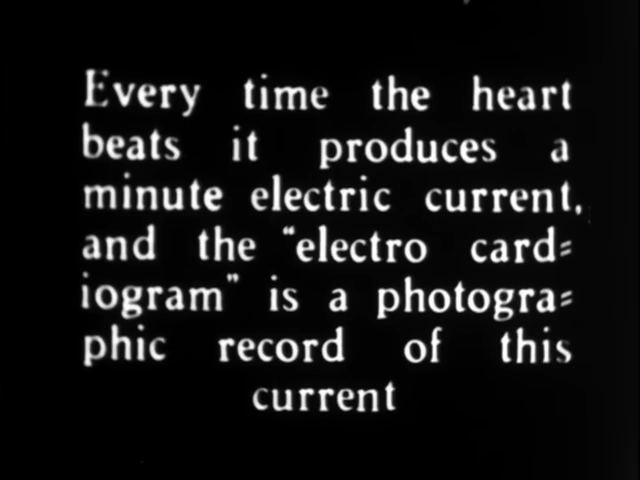 Every time the heart
beats it produces a
minute electric current,
and the "electro card=
iogram" is a photogra=
phic record of this
current